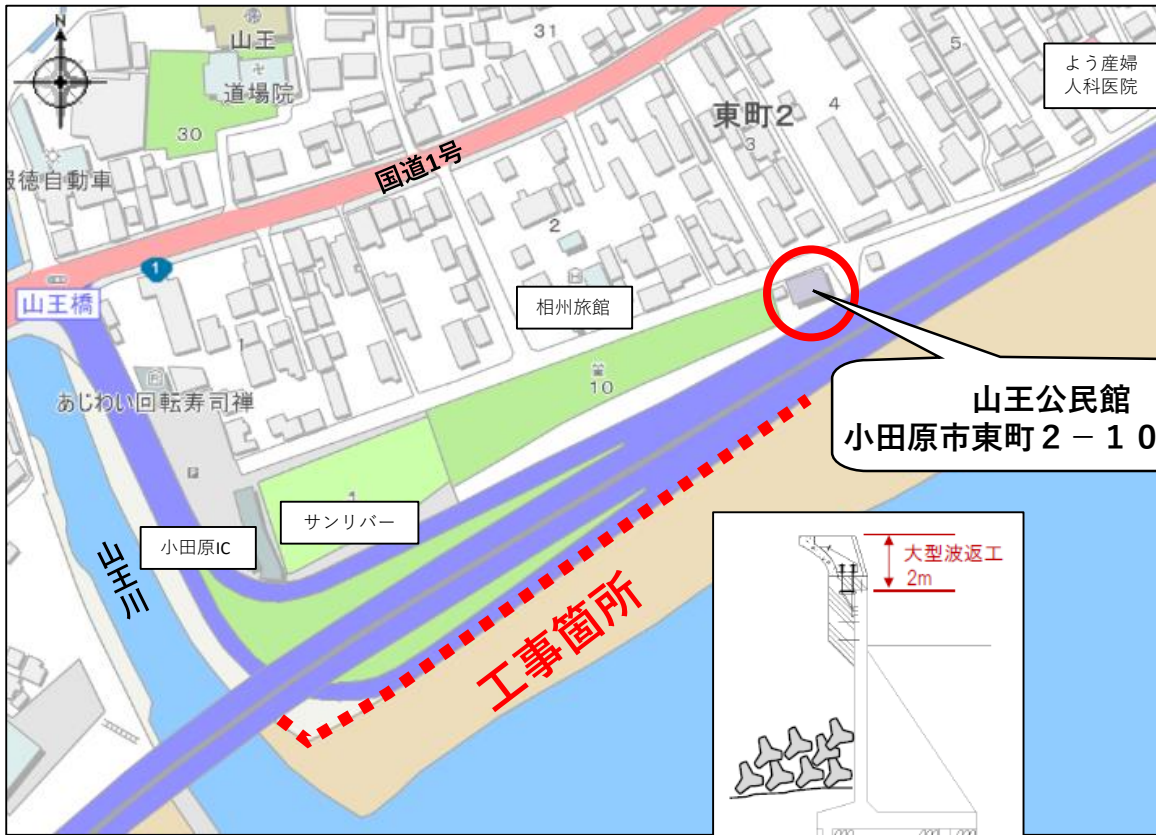 N
山王
道場院
30
31
5
よう産婦
人科医院
東町2
4
3
国道1号
報徳自動車
2
1
山王橋
相州旅館
1
10
山王公民館
小田原市東町２－１０
あじわい回転寿司禅
P
1
サンリバー
小田原IC
山王川
工事箇所
大型波返工
2m